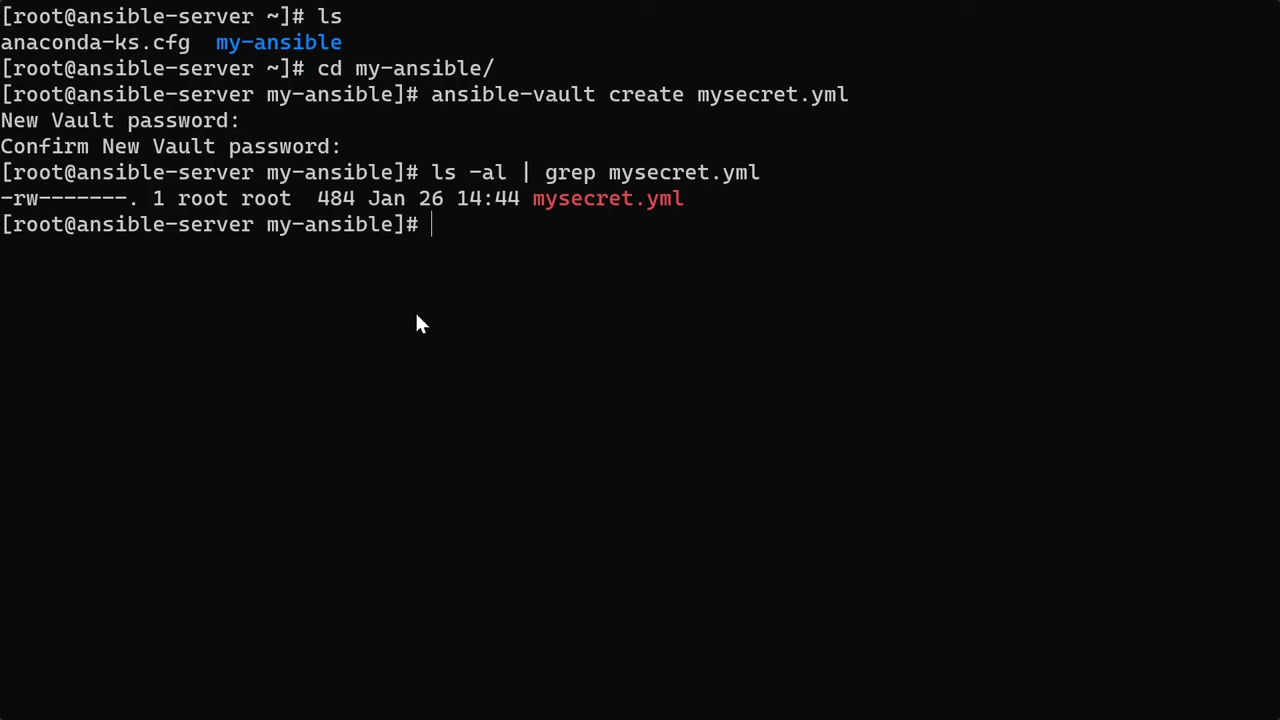 [root@ansible-server ~]# ls
anaconda-ks.cfg  my-ansible
[root@ansible-server ~]# cd my-ansible/
[root@ansible-server my-ansible]# ansible-vault create mysecret.yml
New Vault password:
Confirm New Vault password:
[root@ansible-server my-ansible]# ls -al | grep mysecret.yml
-rw-------. 1 root root  484 Jan 26 14:44 mysecret.yml
[root@ansible-server my-ansible]#